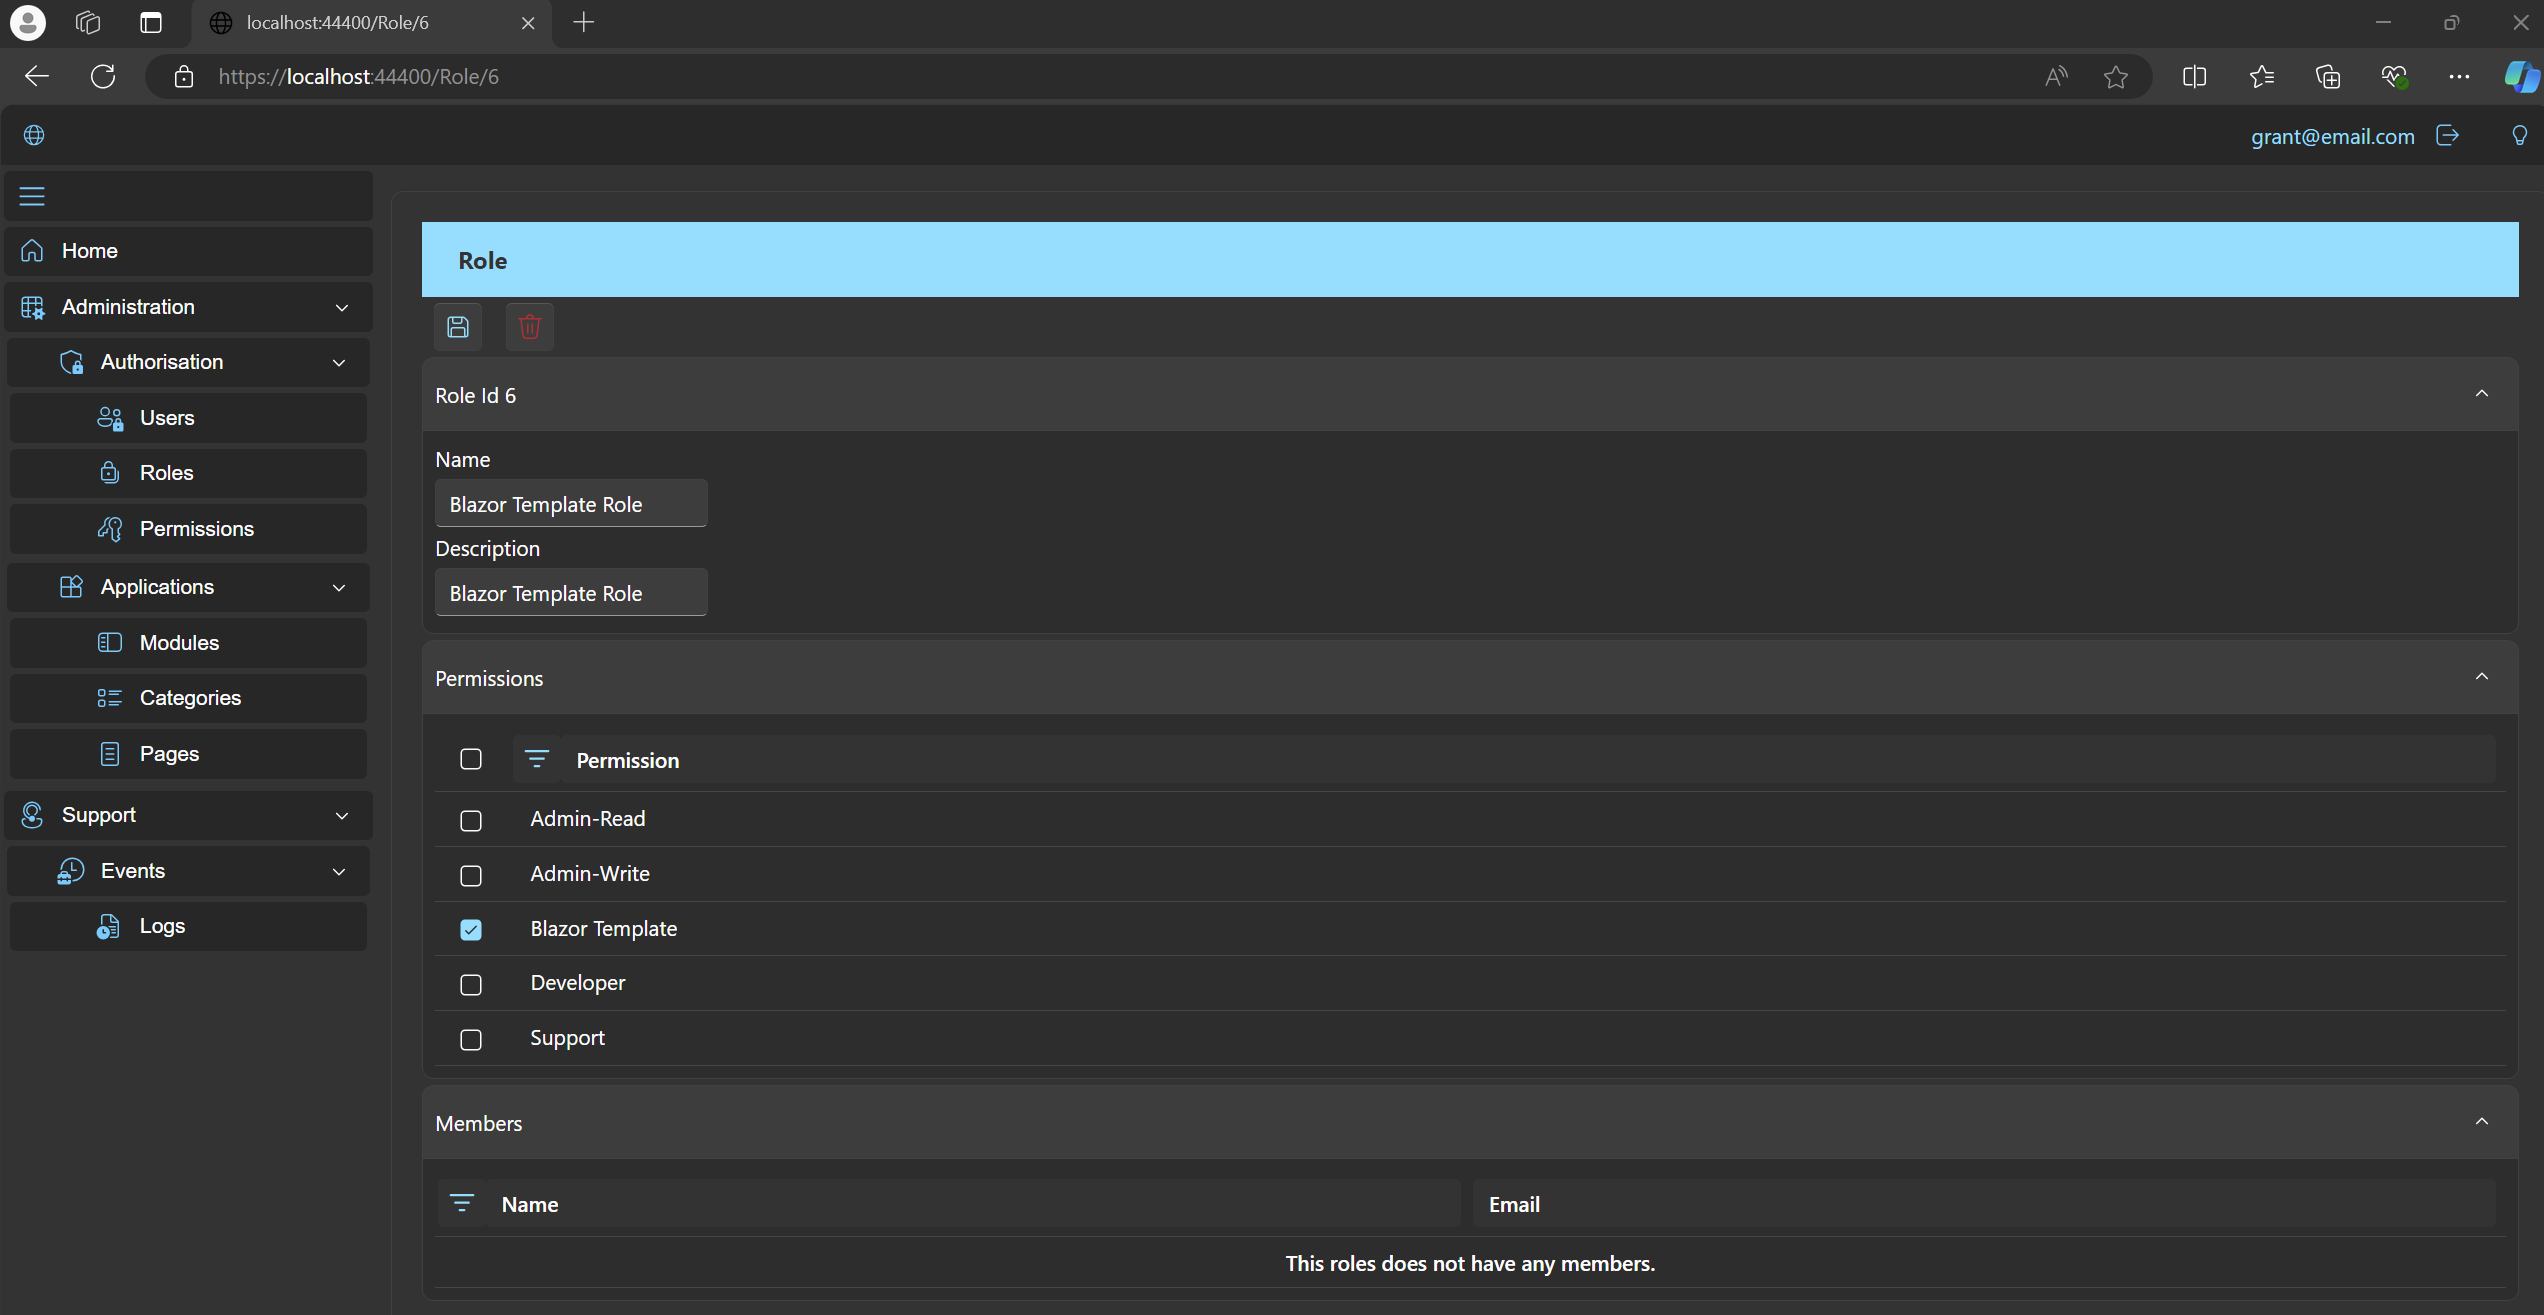 localhost:44400/Role/6
https://localhost:44400/Role/6
grant@email.com
Home
Administration
Authorisation
Users
Roles
Permissions
Applications
Modules
Categories
Pages
Support
Events
Logs
Role
Role Id 6
Name
Blazor Template Role
Description
Blazor Template Role
Permissions
Permission
Admin-Read
Admin-Write
Blazor Template
Developer
Support
Members
Name Email
This roles does not have any members.